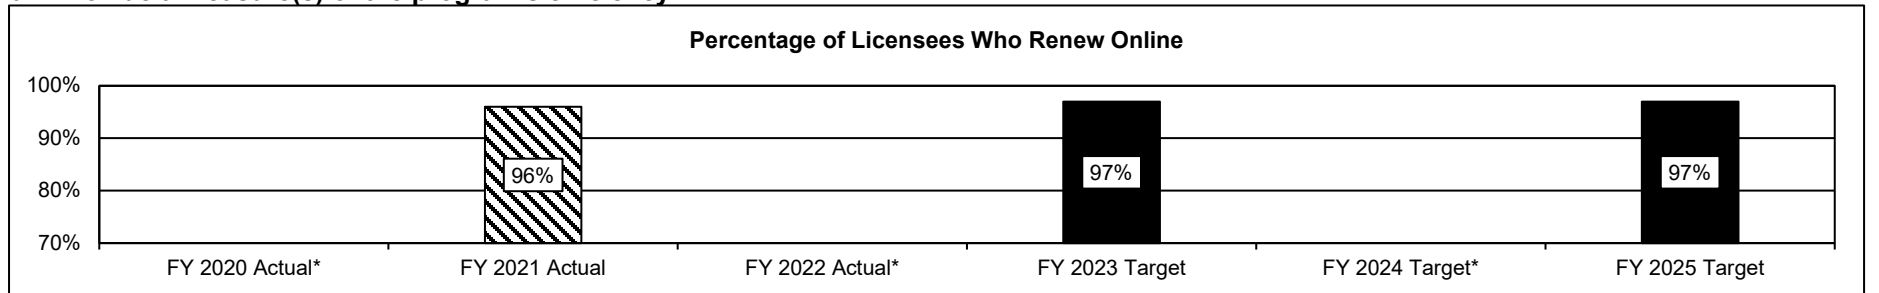 Percentage of Licensees Who Renew Online
100%
90%
80%
70%
96%
97%
97%
FY 2020 Actual*
FY 2021 Actual
FY 2022 Actual*
FY 2023 Target
FY 2024 Target*
FY 2025 Target